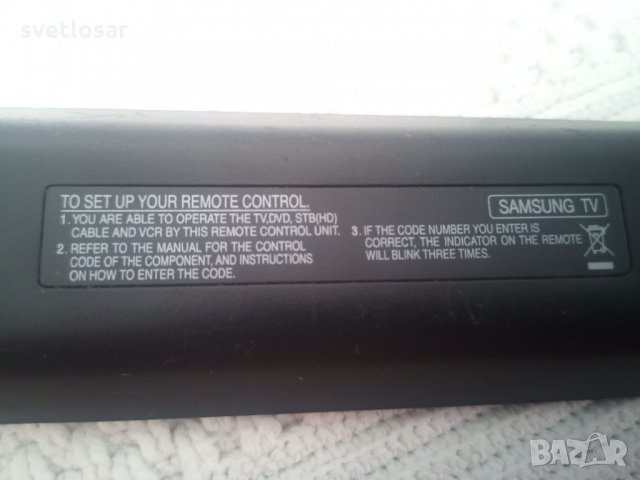 svetlosar
TO SET UP YOUR REMOTE CONTROL.
1.YOU ARE ABLE TO OPERATE THE TV,DVD, STB(HD)
CABLE AND VCR BY THIS REMOTE CONTROL UNIT.
2. REFER TO THE MANUAL FOR THE CONTROL
CODE OF THE COMPONENT, AND INSTRUCTIONS
ON HOW TO ENTER THE CODE.
SAMSUNG TV
3. IF THE CODE NUMBER YOU ENTER IS
CORRECT, THE INDICATOR ON THE REMOTE
WILL BLINK THREE TIMES.
BAZAR
bg